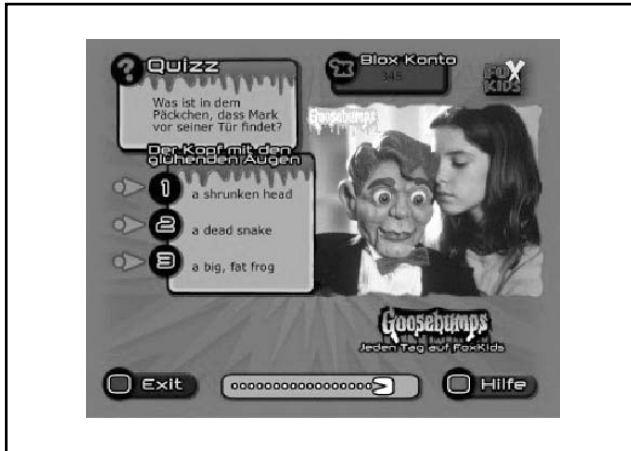 ?
Quizz
Was ist in dem
Päckchen, dass Mark
vor seiner Tür findet?
Der Kopf mit den
glühenden Augen
1
a shrunken head
2
a dead snake
3
a big, fat frog
Blox Konto
345
FOX
KIDS
Goosebumps
Goosebumps
Jeden Tag auf FoxKids
Exit
Hilfe